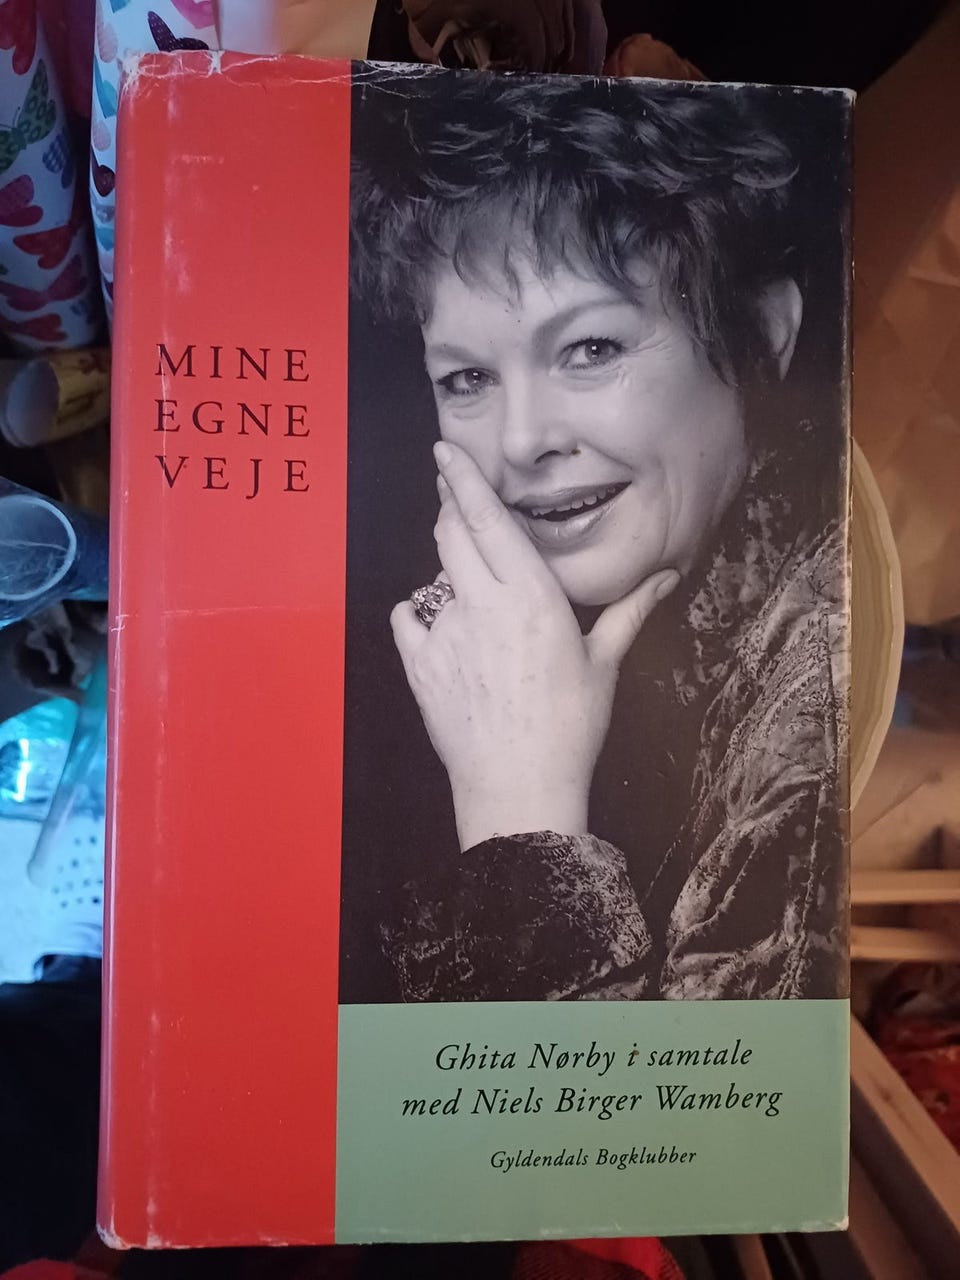 MINE
EGNE
VEJE
Ghita Nørby i samtale
med Niels Birger Wamberg
Gyldendals Bogklubber